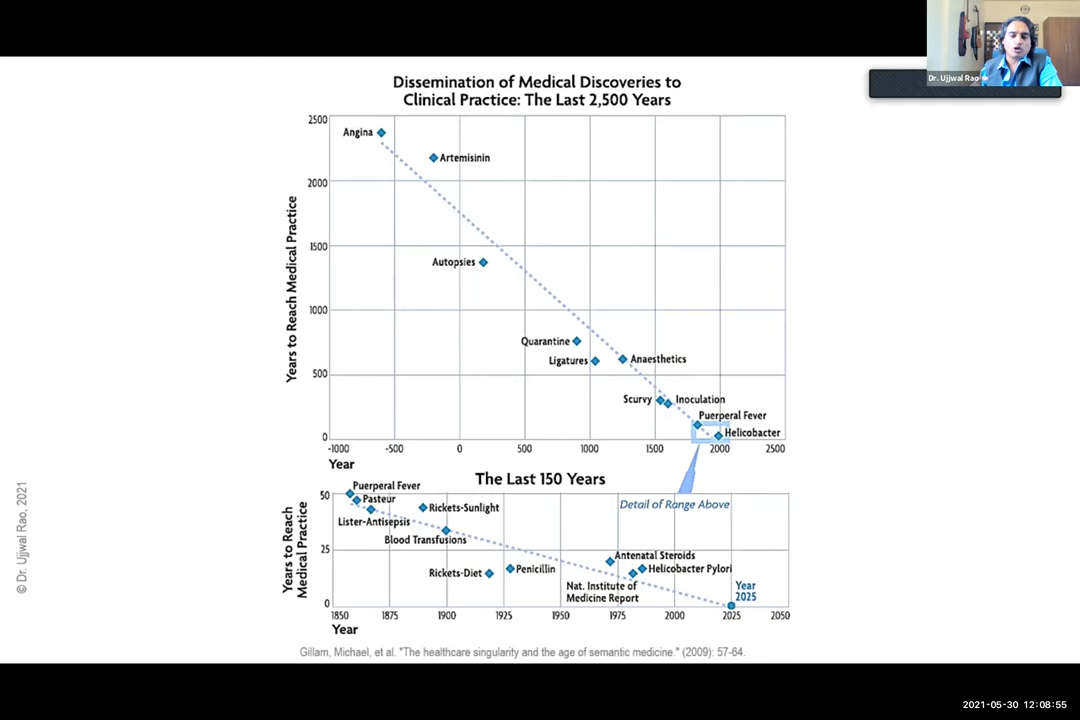 Dr. Ujjwal Rao
Dissemination of Medical Discoveries to
Clinical Practice: The Last 2,500 Years
Years to Reach Medical Practice
2500
2000
1500
1000
500
0
Angina
Artemisinin
Autopsies
Quarantine
Ligatures
Anaesthetics
Scurvy
Inoculation
Puerperal Fever
Helicobacter
-1000 -500 0 500 1000 1500 2000 2500
Year
The Last 150 Years
Detail of Range Above
Years to Reach
Medical Practice
50
25
0
Puerperal Fever
Pasteur
Lister-Antisepsis
Rickets-Sunlight
Blood Transfusions
Rickets-Diet
Penicillin
Antenatal Steroids
Helicobacter Pylori
Nat. Institute of
Medicine Report
Year
2025
1850 1875 1900 1925 1950 1975 2000 2025 2050
Year
Gillam, Michael, et al. "The healthcare singularity and the age of semantic medicine." (2009): 57-64.
© Dr. Ujjwal Rao, 2021
2021-05-30 12:08:55